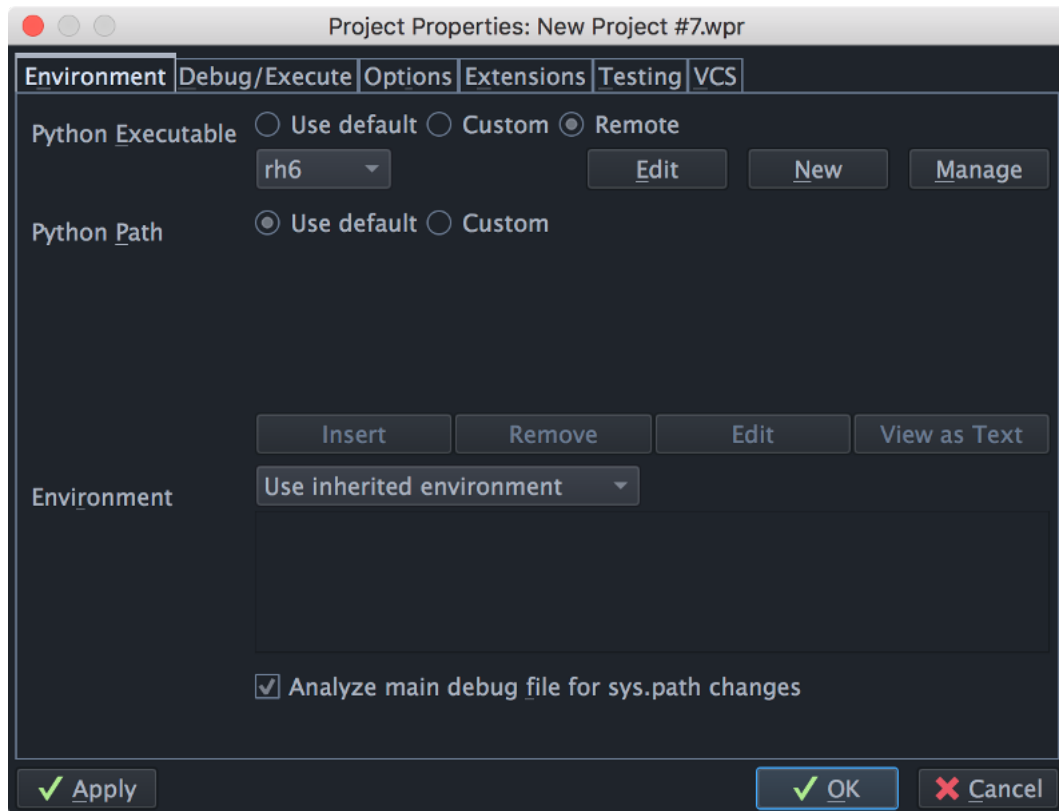 Project Properties: New Project #7.wpr
Environment Debug/Execute Options Extensions Testing VCS
Python Executable Use default Custom Remote
rh6 Edit New Manage
Python Path Use default Custom
Insert Remove Edit View as Text
Environment Use inherited environment
Analyze main debug file for sys.path changes
Apply OK Cancel